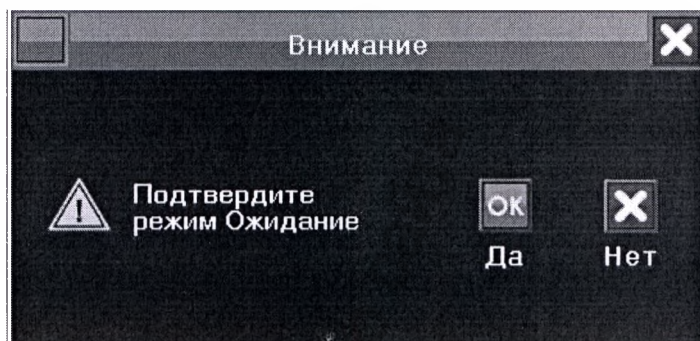 Внимание
Подтвердите
режим Ожидание
OK
Да
Нет